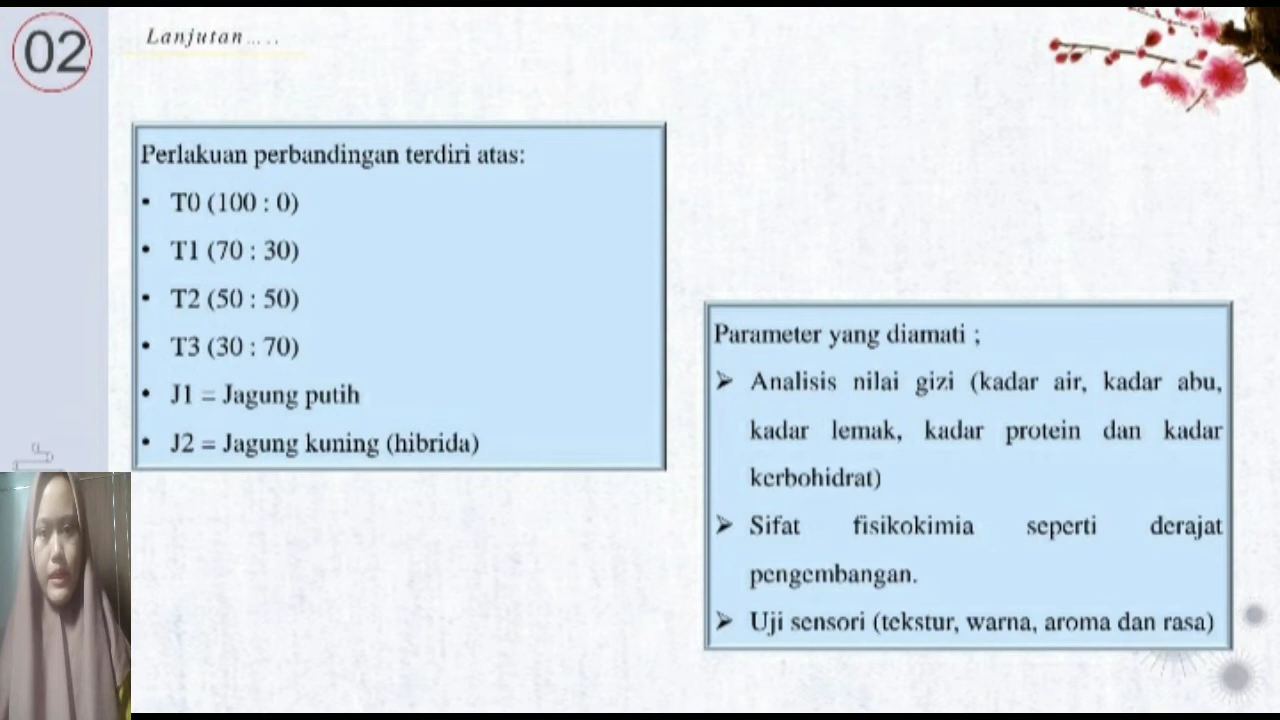 02
Lanjutan.....
Perlakuan perbandingan terdiri atas:
• T0 (100 : 0)
• T1 (70 : 30)
• T2 (50 : 50)
• T3 (30 : 70)
• J1 = Jagung putih
• J2 = Jagung kuning (hibrida)
Parameter yang diamati ;
➢ Analisis nilai gizi (kadar air, kadar abu,
kadar lemak, kadar protein dan kadar
kerbohidrat)
➢ Sifat fisikokimia seperti derajat
pengembangan.
➢ Uji sensori (tekstur, warna, aroma dan rasa)